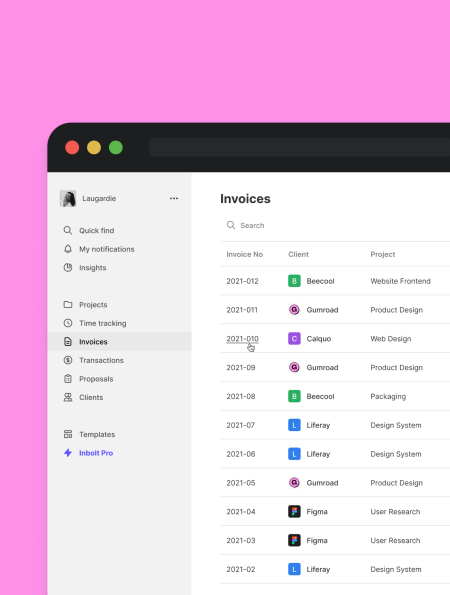 Laugardie
Quick find
My notifications
Insights
Projects
Time tracking
Invoices
Transactions
Proposals
Clients
Templates
Inbolt Pro
Invoices
Search
Invoice No Client Project
2021-012 B Beecool Website Frontend
2021-011 G Gumroad Product Design
2021-010 C Calquo Web Design
2021-09 G Gumroad Product Design
2021-08 B Beecool Packaging
2021-07 L Liferay Design System
2021-06 L Liferay Design System
2021-05 G Gumroad Product Design
2021-04 Figma User Research
2021-03 Figma User Research
2021-02 L Liferay Design System